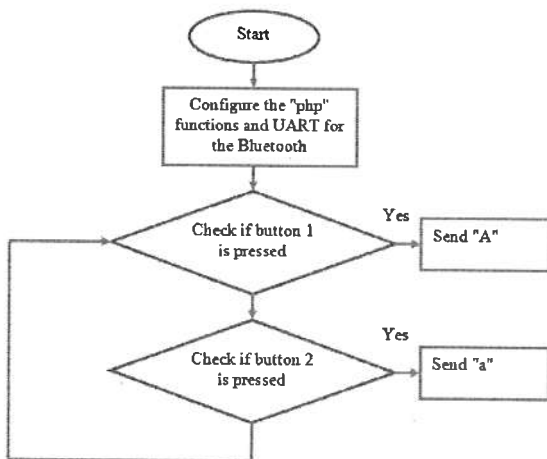 Start
Configure the "php"
functions and UART for
the Bluetooth
Check if button 1
is pressed
Yes
Send "A"
Check if button 2
is pressed
Yes
Send "a"